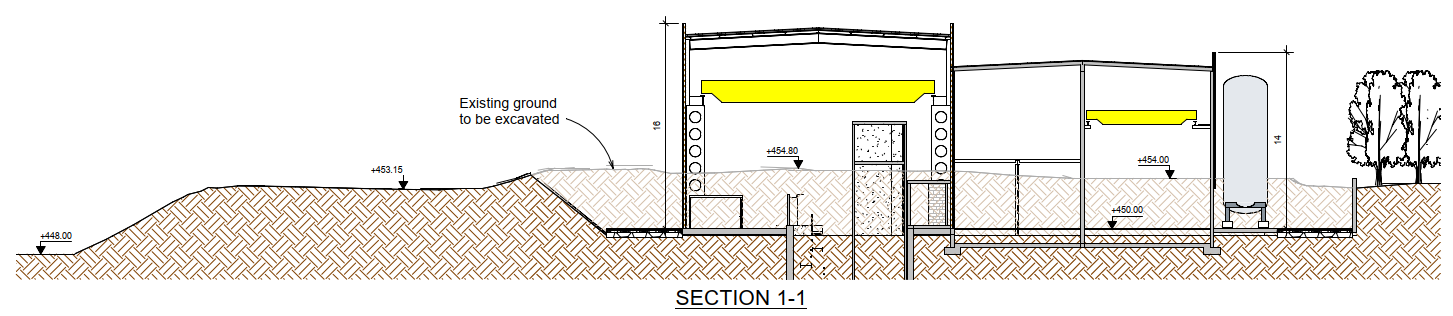 Existing ground
to be excavated
16
14
+454.80
+453.15
+454.00
+450.00
+448.00
SECTION 1-1